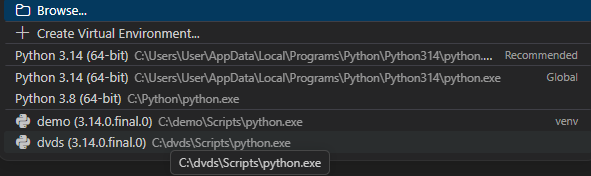 Browse...
Create Virtual Environment...
Python 3.14 (64-bit) C:\Users\User\AppData\Local\Programs\Python\Python314\python.... Recommended
Python 3.14 (64-bit) C:\Users\User\AppData\Local\Programs\Python\Python314\python.exe Global
Python 3.8 (64-bit) C:\Python\python.exe
demo (3.14.0.final.0) C:\demo\Scripts\python.exe venv
dvds (3.14.0.final.0) C:\dvds\Scripts\python.exe
C:\dvds\Scripts\python.exe